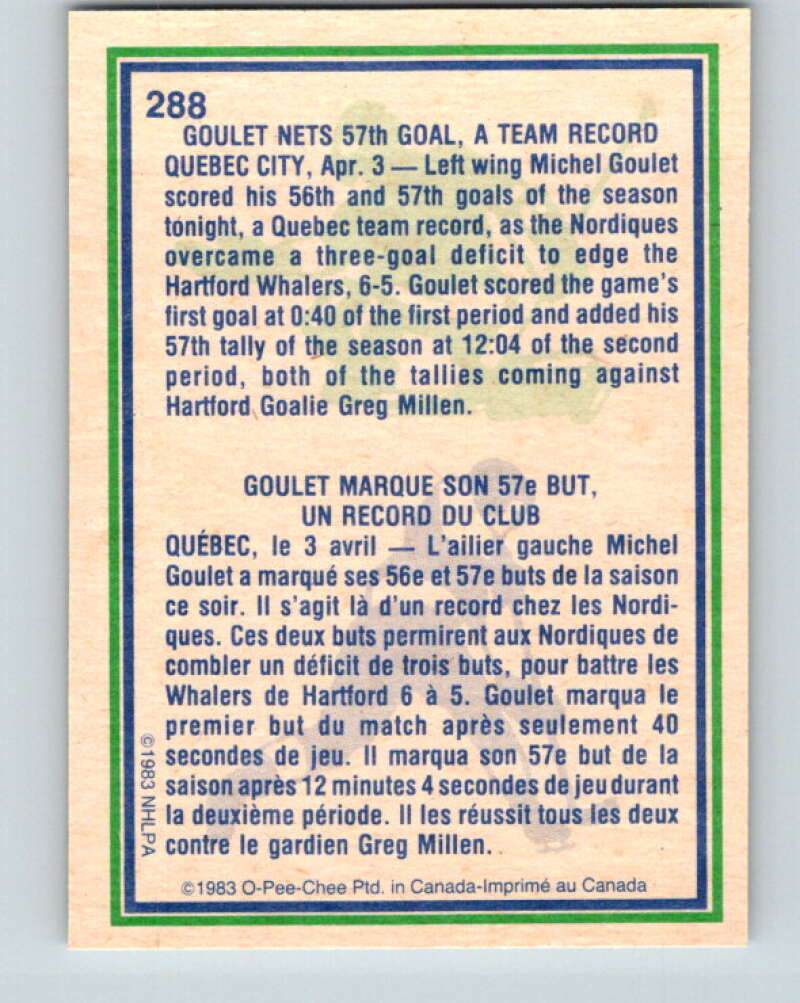 288
GOULET NETS 57th GOAL, A TEAM RECORD
QUEBEC CITY, Apr. 3 — Left wing Michel Goulet
scored his 56th and 57th goals of the season
tonight, a Quebec team record, as the Nordiques
overcame a three-goal deficit to edge the
Hartford Whalers, 6-5. Goulet scored the game's
first goal at 0:40 of the first period and added his
57th tally of the season at 12:04 of the second
period, both of the tallies coming against
Hartford Goalie Greg Millen.
GOULET MARQUE SON 57e BUT,
UN RECORD DU CLUB
QUÉBEC, le 3 avril — L'ailier gauche Michel
Goulet a marqué ses 56e et 57e buts de la saison
ce soir. Il s'agit là d'un record chez les Nordi-
ques. Ces deux buts permirent aux Nordiques de
combler un déficit de trois buts, pour battre les
Whalers de Hartford 6 à 5. Goulet marqua le
premier but du match après seulement 40
secondes de jeu. Il marqua son 57e but de la
saison après 12 minutes 4 secondes de jeu durant
la deuxième période. Il les réussit tous les deux
contre le gardien Greg Millen.
©1983 NHLPA
©1983 O-Pee-Chee Ptd. in Canada-Imprimé au Canada